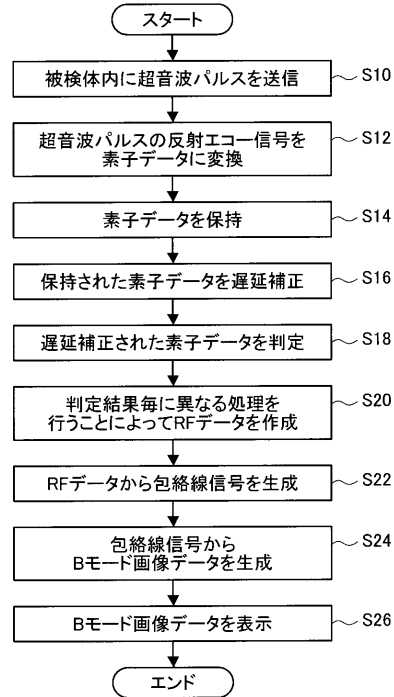 スタート
被検体内に超音波パルスを送信
S10
超音波パルスの反射エコー信号を
素子データに変換
S12
素子データを保持
S14
保持された素子データを遅延補正
S16
遅延補正された素子データを判定
S18
判定結果毎に異なる処理を
行うことによってRFデータを作成
S20
RFデータから包絡線信号を生成
S22
包絡線信号から
Bモード画像データを生成
S24
Bモード画像データを表示
S26
エンド